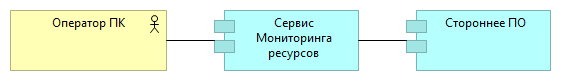 Оператор ПК
Сервис
Мониторинга
ресурсов
Стороннее ПО